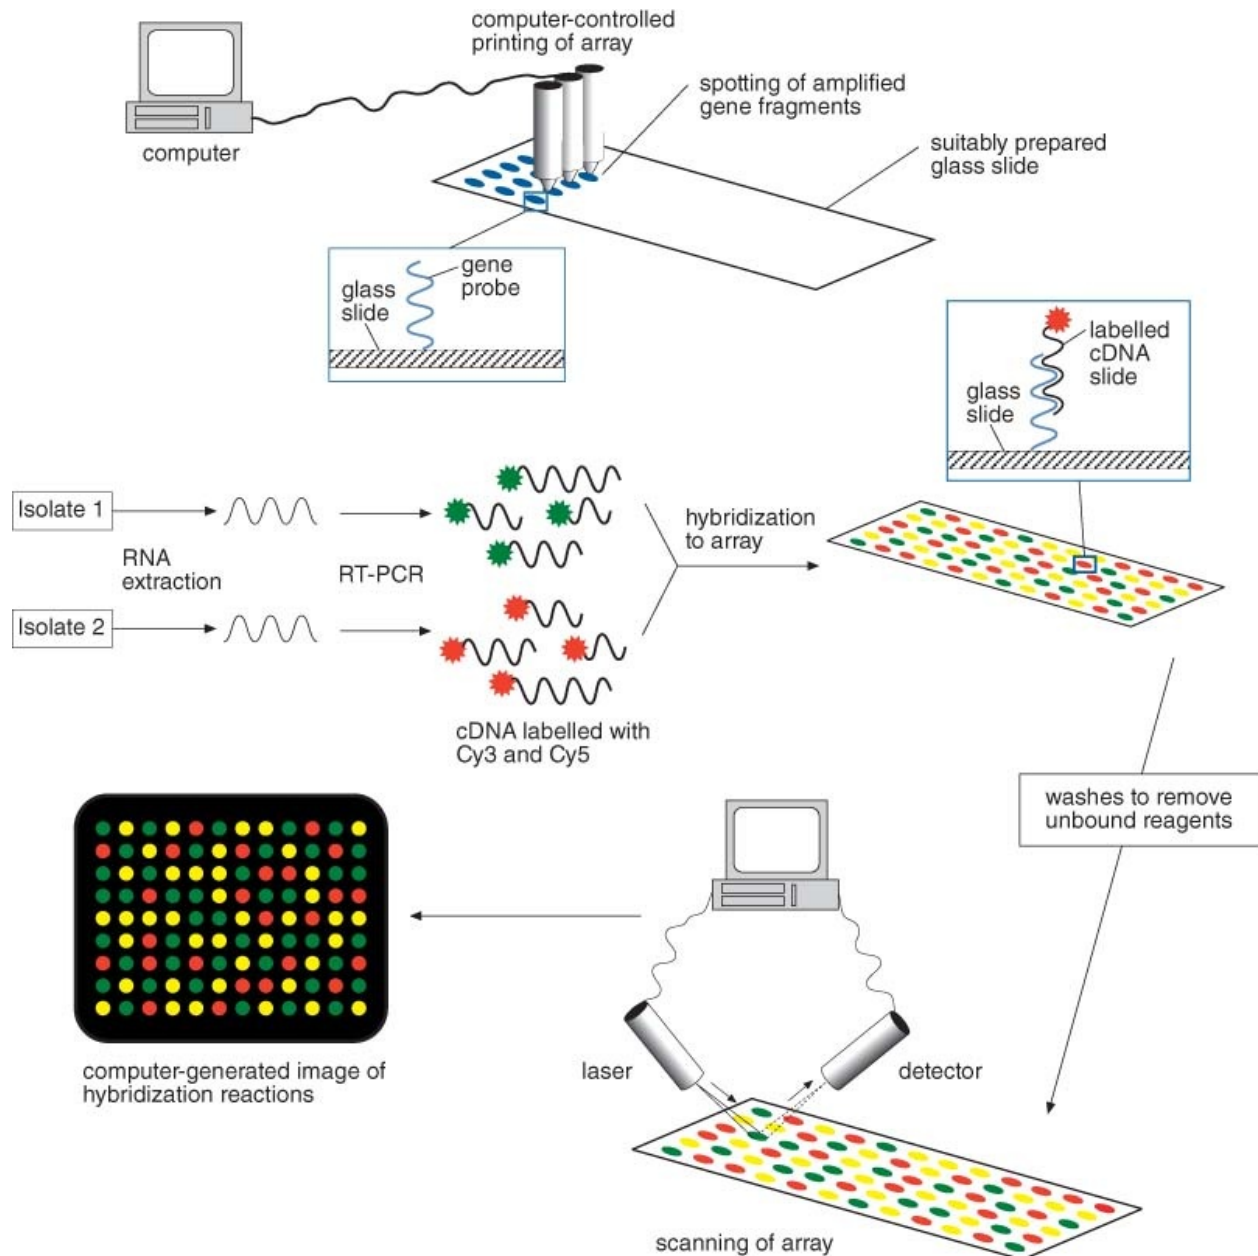 computer-controlled
printing of array
spotting of amplified
gene fragments
suitably prepared
glass slide
computer
gene
probe
glass
slide
labelled
cDNA
slide
glass
slide
Isolate 1
RNA
extraction
RT-PCR
hybridization
to array
Isolate 2
cDNA labelled with
Cy3 and Cy5
washes to remove
unbound reagents
laser
detector
computer-generated image of
hybridization reactions
scanning of array